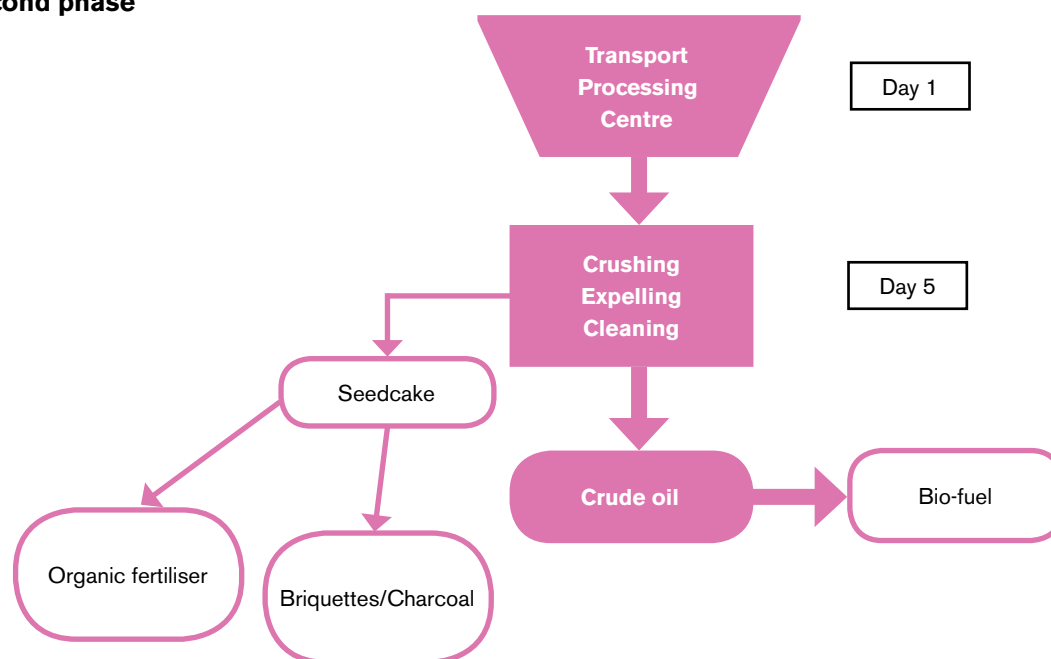 cond phase
Transport
Processing
Centre
Day 1
Crushing
Expelling
Cleaning
Day 5
Seedcake
Crude oil
Bio-fuel
Organic fertiliser
Briquettes/Charcoal